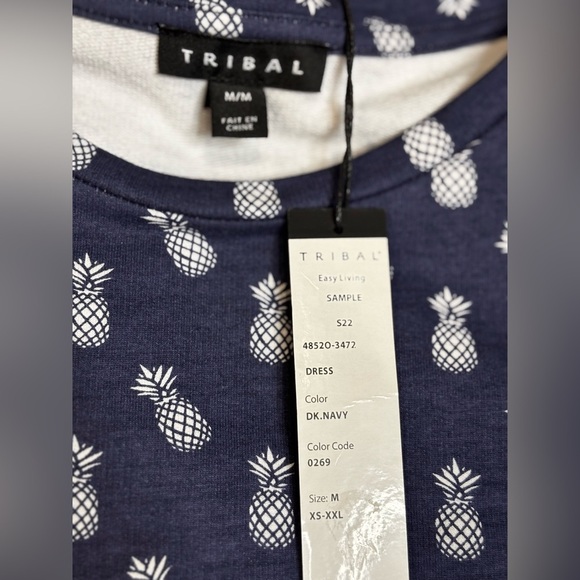 TRIBAL
M/M
FAIT EN
CHINE
TRIBAL
Easy Living
SAMPLE
S22
4852O-3472
DRESS
Color
DK.NAVY
Color Code
0269
Size: M
XS-XXL